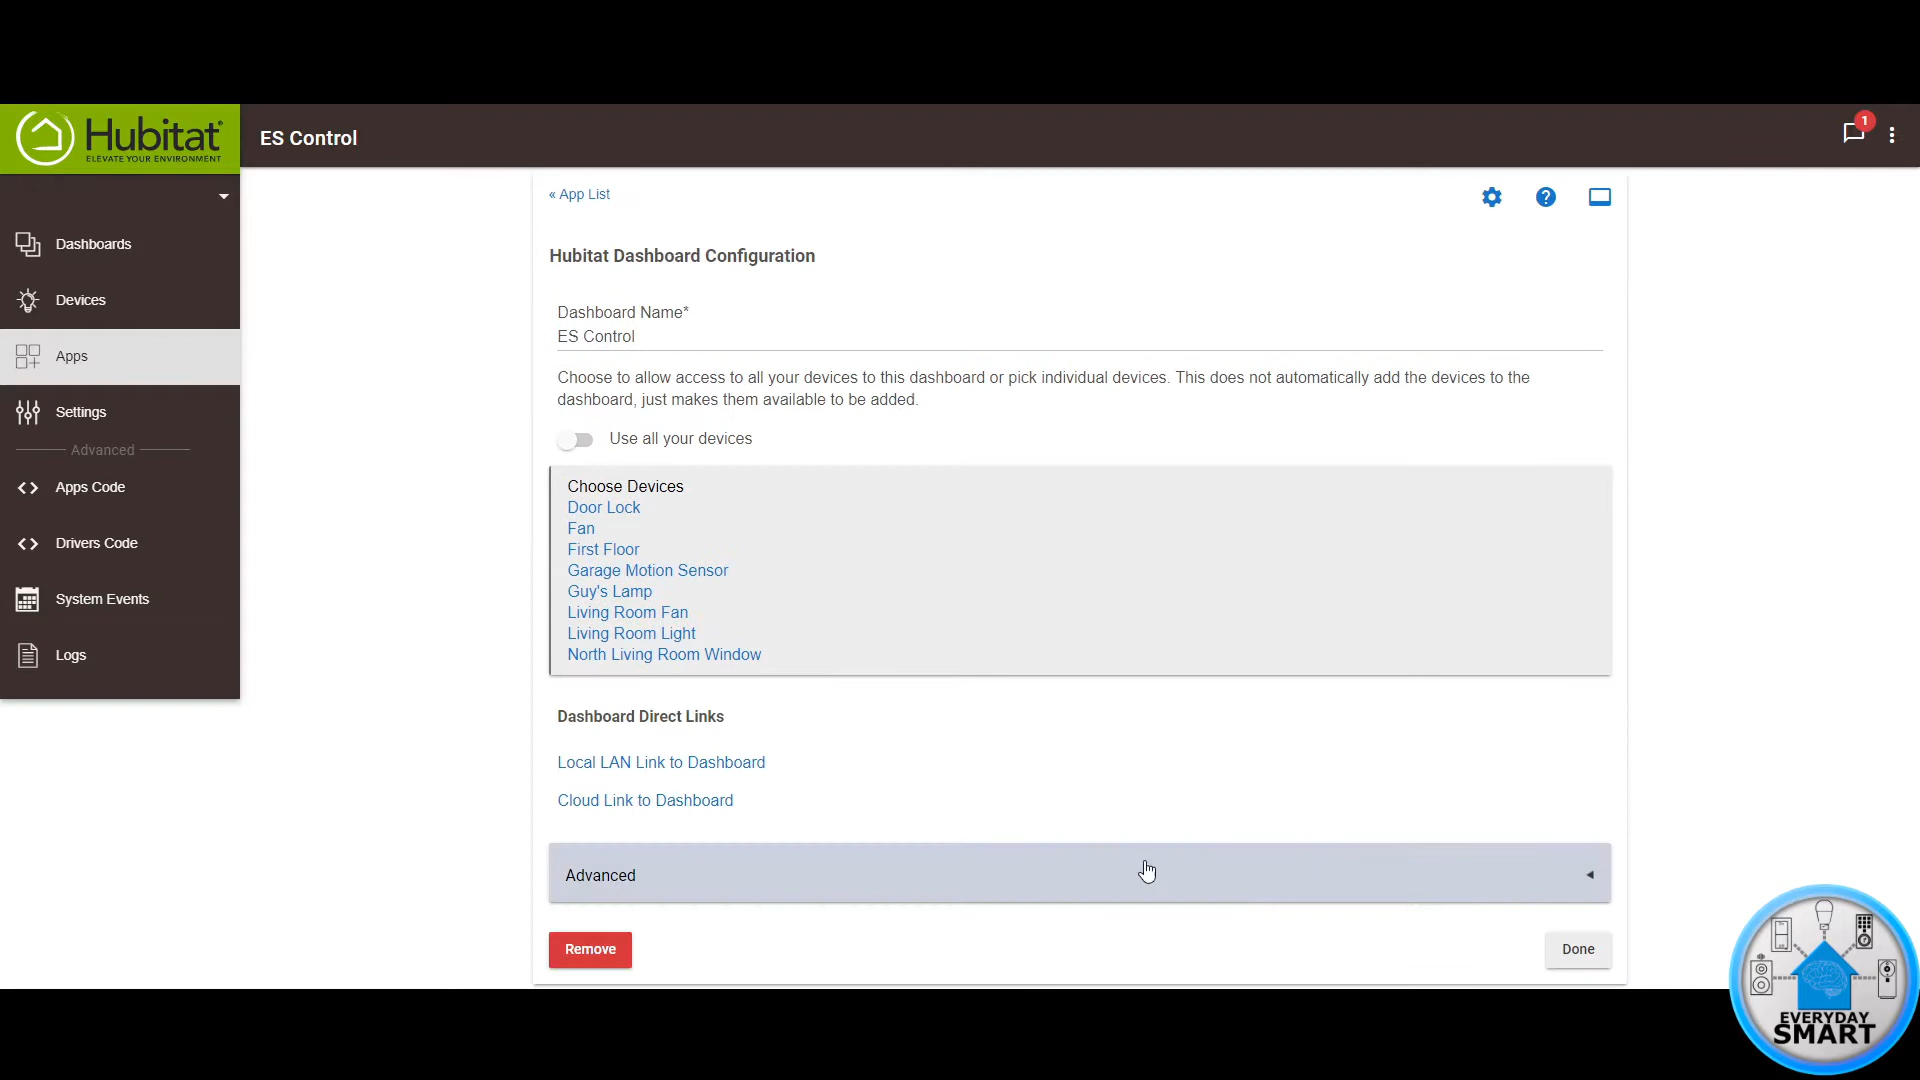 Hubitat®
ELEVATE YOUR ENVIRONMENT
ES Control
1
Dashboards
Devices
Apps
Settings
Advanced
Apps Code
Drivers Code
System Events
Logs
« App List
?
Hubitat Dashboard Configuration
Dashboard Name*
ES Control
Choose to allow access to all your devices to this dashboard or pick individual devices. This does not automatically add the devices to the
dashboard, just makes them available to be added.
Use all your devices
Choose Devices
Door Lock
Fan
First Floor
Garage Motion Sensor
Guy's Lamp
Living Room Fan
Living Room Light
North Living Room Window
Dashboard Direct Links
Local LAN Link to Dashboard
Cloud Link to Dashboard
Advanced
Remove
Done
EVERYDAY
SMART